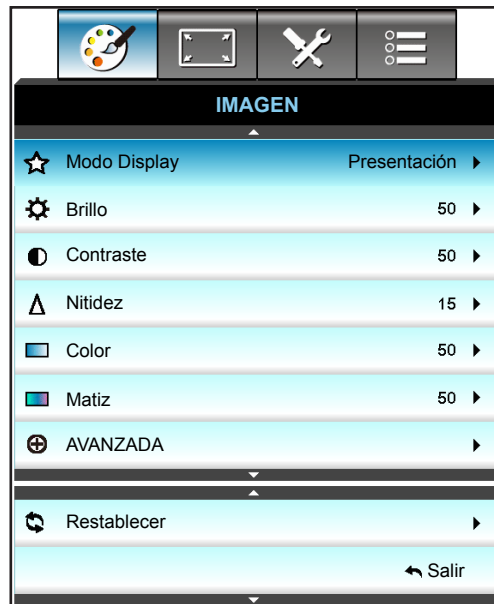 IMAGEN
Modo Display Presentación
Brillo 50
Contraste 50
Nitidez 15
Color 50
Matiz 50
AVANZADA
Restablecer
Salir